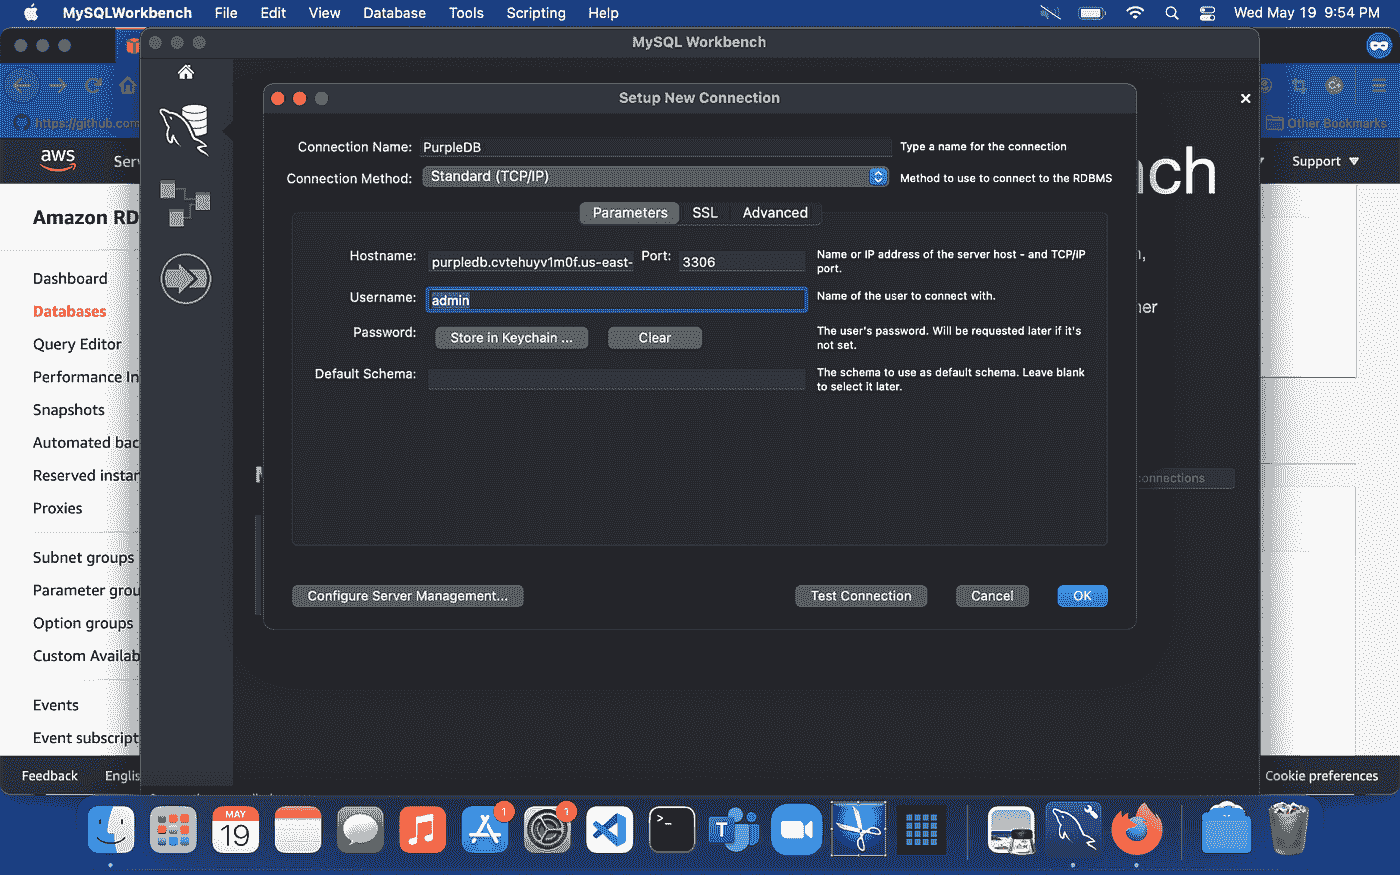 MySQLWorkbench File Edit View Database Tools Scripting Help Wed May 19 9:54 PM
MySQL Workbench
https://github.com
Other Bookmarks
aws
Serv
Support
Amazon RD
Dashboard
Databases
Query Editor
Performance In
Snapshots
Automated bac
Reserved instan
Proxies
Subnet groups
Parameter grou
Option groups
Custom Availab
Events
Event subscript
Feedback Englis
Setup New Connection
Connection Name: PurpleDB Type a name for the connection
Connection Method: Standard (TCP/IP) Method to use to connect to the RDBMS
Parameters SSL Advanced
Hostname: purpledb.cvtehuyv1m0f.us-east- Port: 3306 Name or IP address of the server host - and TCP/IP
port.
Username: admin Name of the user to connect with.
Password: Store in Keychain ... Clear The user's password. Will be requested later if it's
not set.
Default Schema: The schema to use as default schema. Leave blank
to select it later.
Configure Server Management... Test Connection Cancel OK
nch
her
onnections
Cookie preferences
MAY
19
1
1